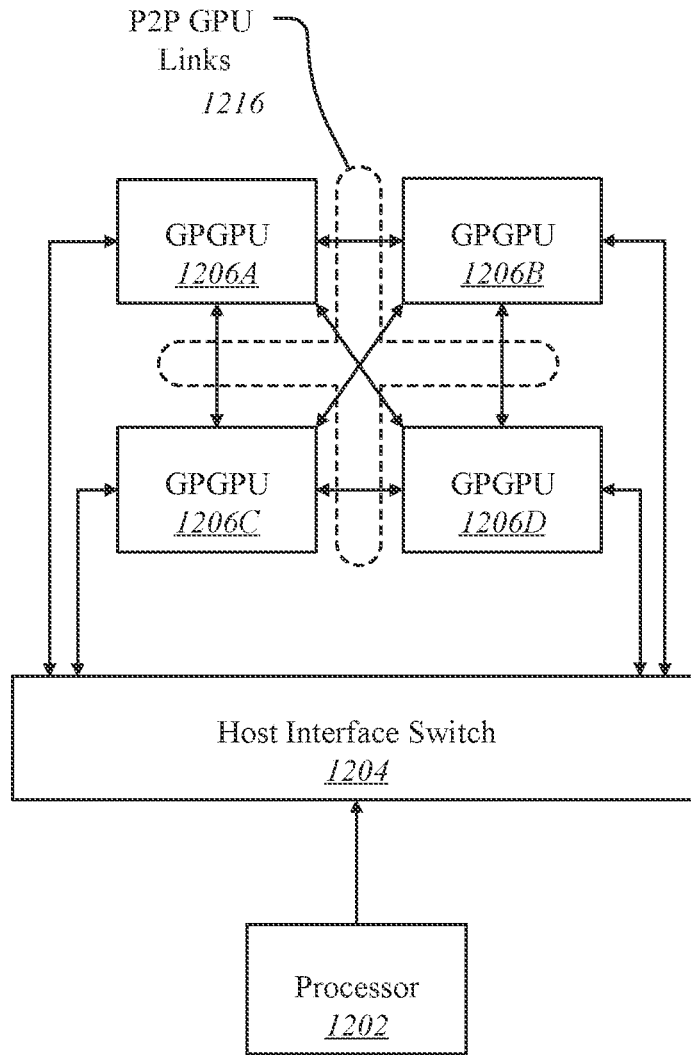 P2P GPU
Links
1216
GPGPU
1206A
GPGPU
1206B
GPGPU
1206C
GPGPU
1206D
Host Interface Switch
1204
Processor
1202